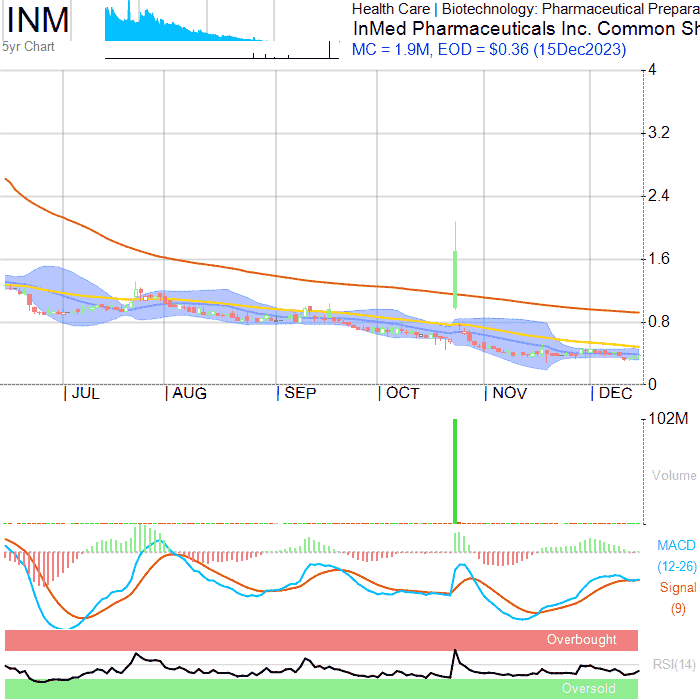 INM
5yr Chart
Health Care | Biotechnology: Pharmaceutical Prepara
InMed Pharmaceuticals Inc. Common Sh
MC = 1.9M, EOD = $0.36 (15Dec2023)
4
3.2
2.4
1.6
0.8
0
JUL AUG SEP OCT NOV DEC
102M
Volume
MACD
(12-26)
Signal
(9)
Overbought
RSI(14)
Oversold